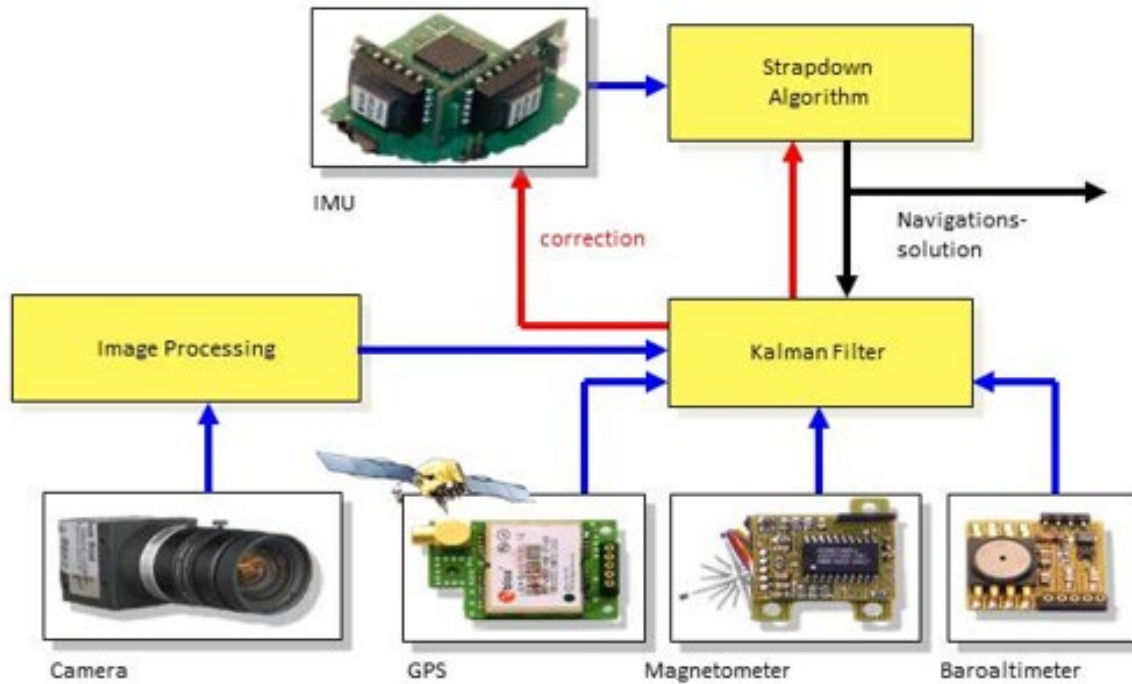 Strapdown
Algorithm
IMU
Navigations-
solution
correction
Image Processing
Kalman Filter
Camera
GPS
Magnetometer
Baroaltimeter